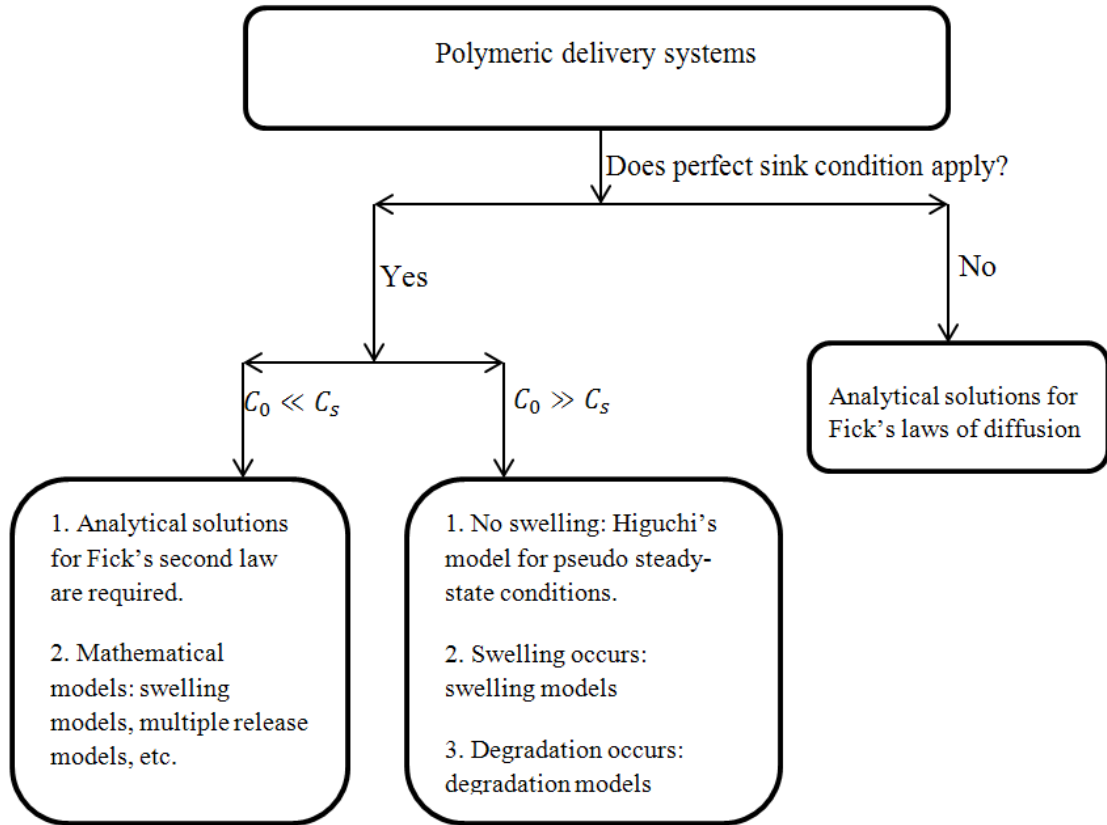 Polymeric delivery systems
Does perfect sink condition apply?
Yes
No
C₀ ≪ Cₛ
C₀ ≫ Cₛ
Analytical solutions for
Fick’s laws of diffusion
1. Analytical solutions
for Fick’s second law
are required.
2. Mathematical
models: swelling
models, multiple release
models, etc.
1. No swelling: Higuchi’s
model for pseudo steady-
state conditions.
2. Swelling occurs:
swelling models
3. Degradation occurs:
degradation models